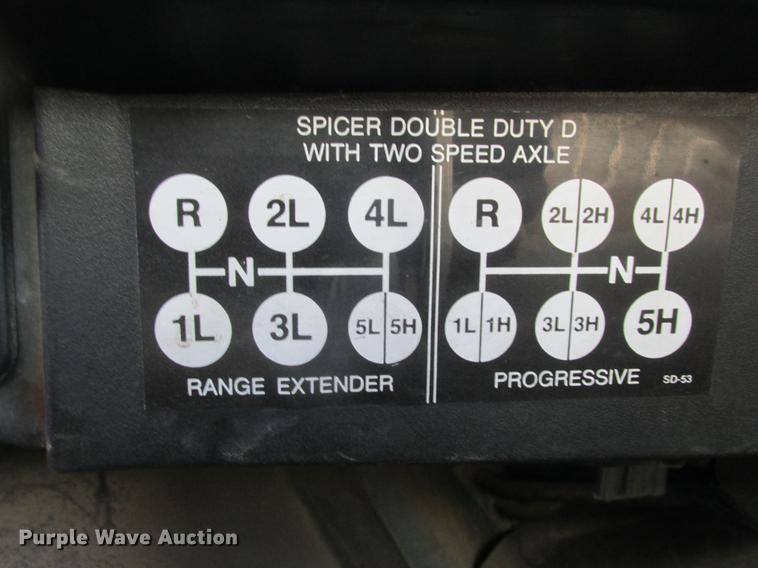 SPICER DOUBLE DUTY D
WITH TWO SPEED AXLE
R 2L 4L
N
1L 3L 5L 5H
RANGE EXTENDER
R 2L 2H 4L 4H
N
1L 1H 3L 3H 5H
PROGRESSIVE SD-53
Purple Wave Auction®